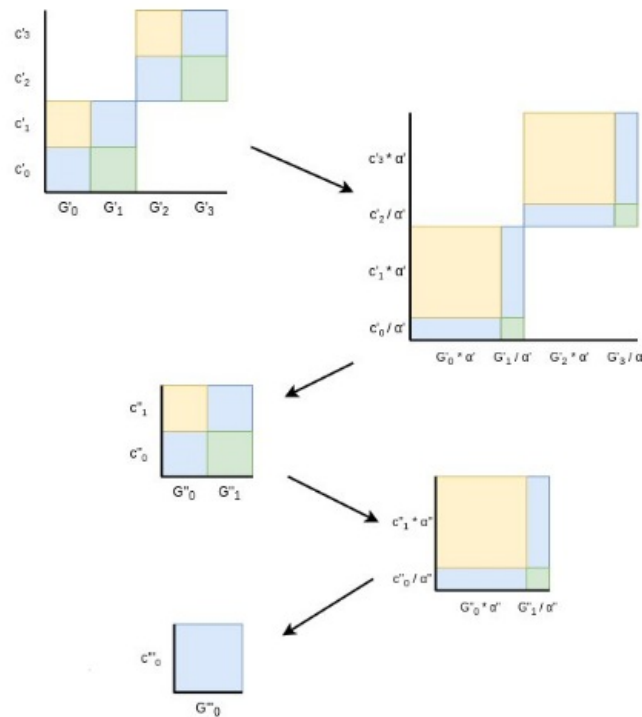 c'3
c'2
c'1
c'0
G'0 G'1 G'2 G'3
c'3 * α'
c'2 / α'
c'1 * α'
c'0 / α'
G'0 * α' G'1 / α' G'2 * α' G'3 / α
c"1
c"0
G"0 G"1
c"1 * α"
c"0 / α"
G"0 * α" G"1 / α"
c'"0
G'"0